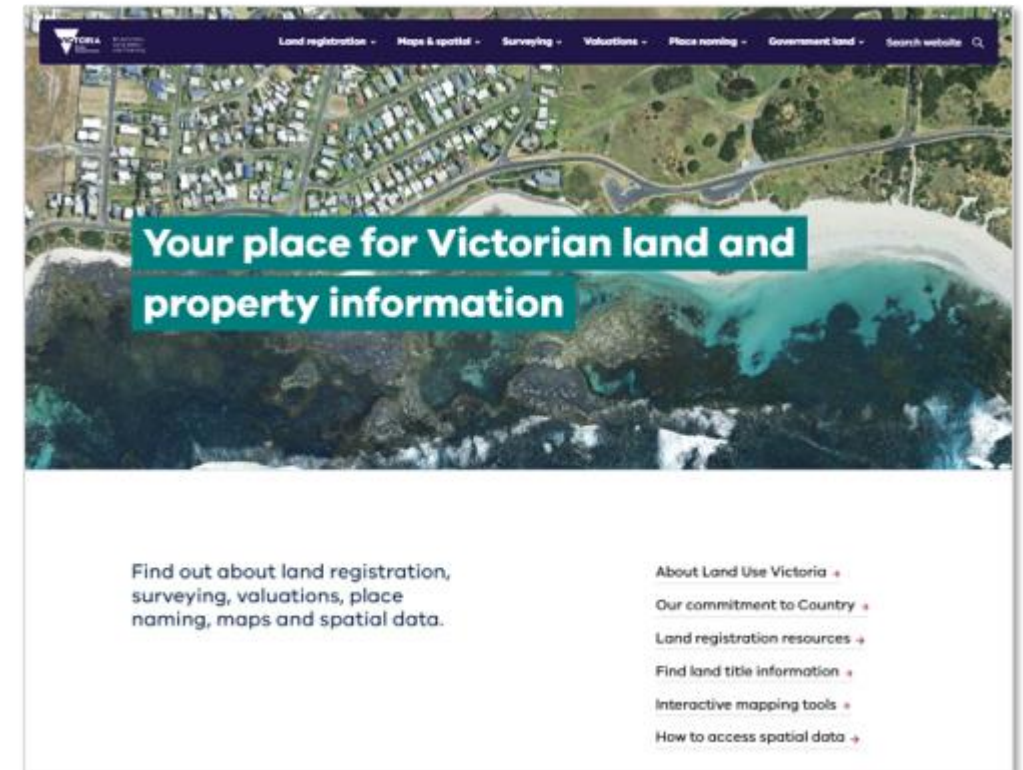 VICTORIA
Land registration
Maps & spatial
Surveying
Valuations
Place naming
Government land
Search website
Your place for Victorian land and
property information
Find out about land registration,
surveying, valuations, place
naming, maps and spatial data.
About Land Use Victoria
Our commitment to Country
Land registration resources
Find land title information
Interactive mapping tools
How to access spatial data